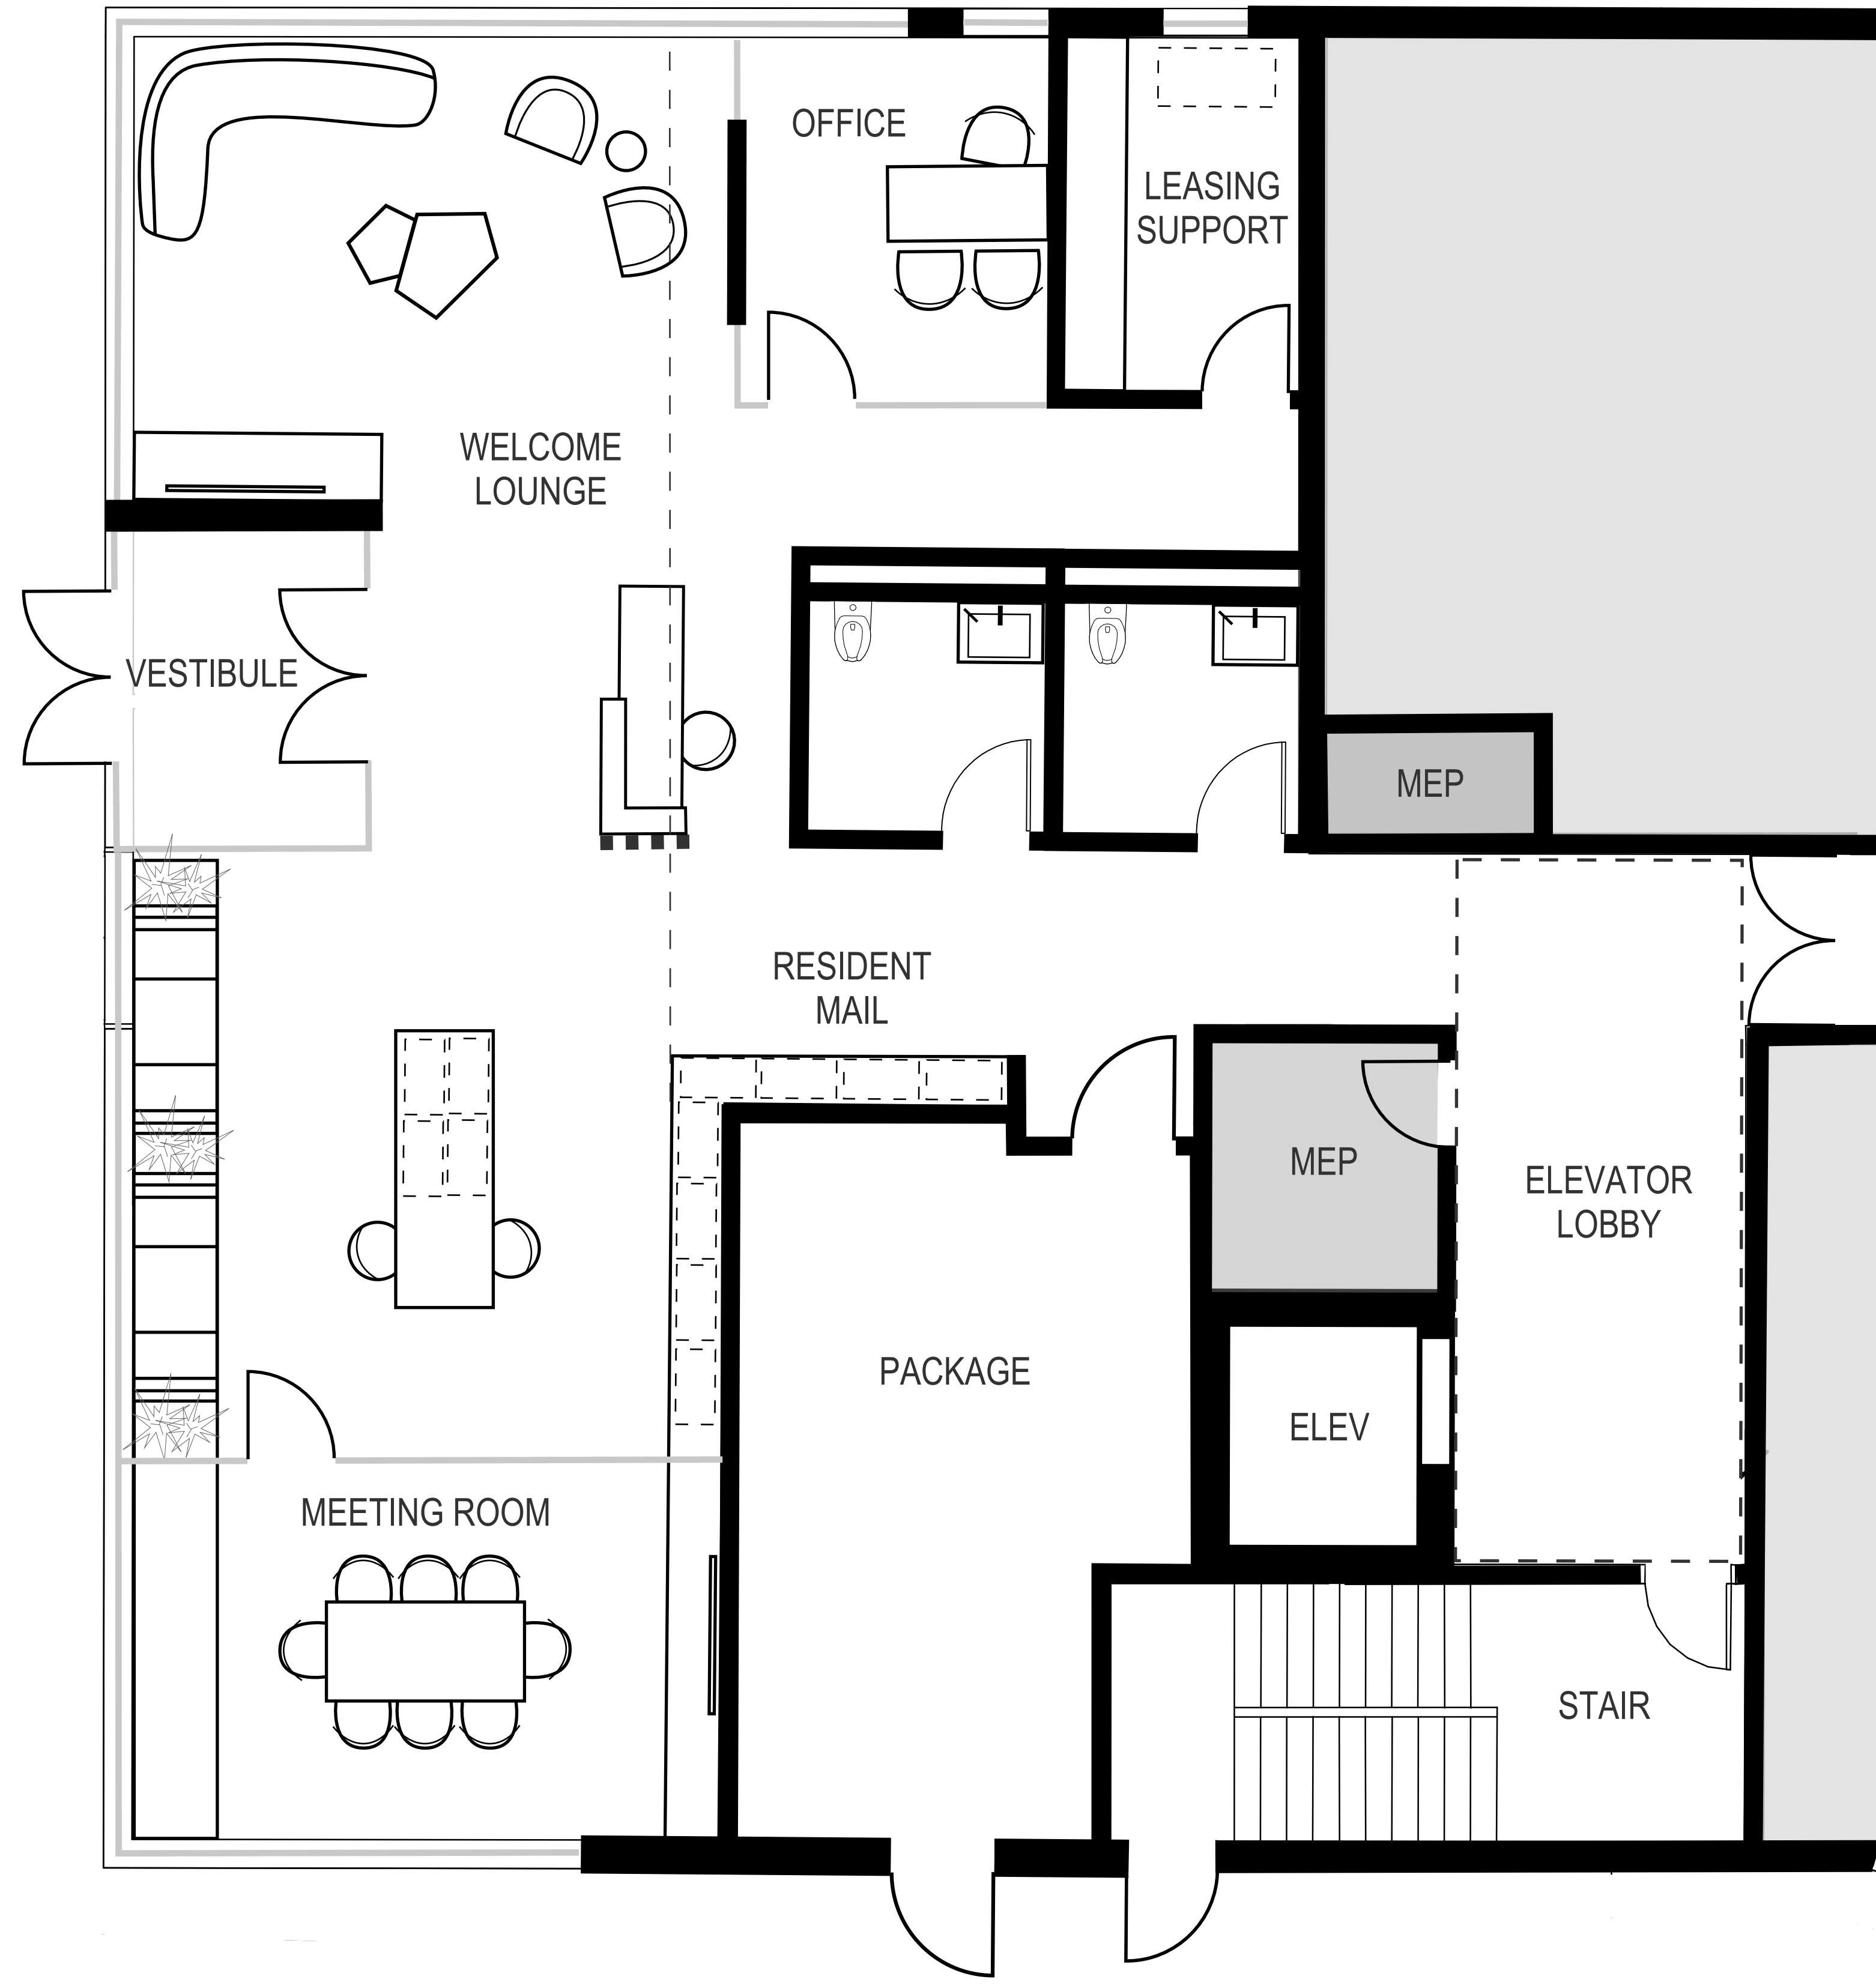 OFFICE
LEASING
SUPPORT
WELCOME
LOUNGE
VESTIBULE
MEP
RESIDENT
MAIL
MEP
ELEVATOR
LOBBY
PACKAGE
ELEV
MEETING ROOM
STAIR